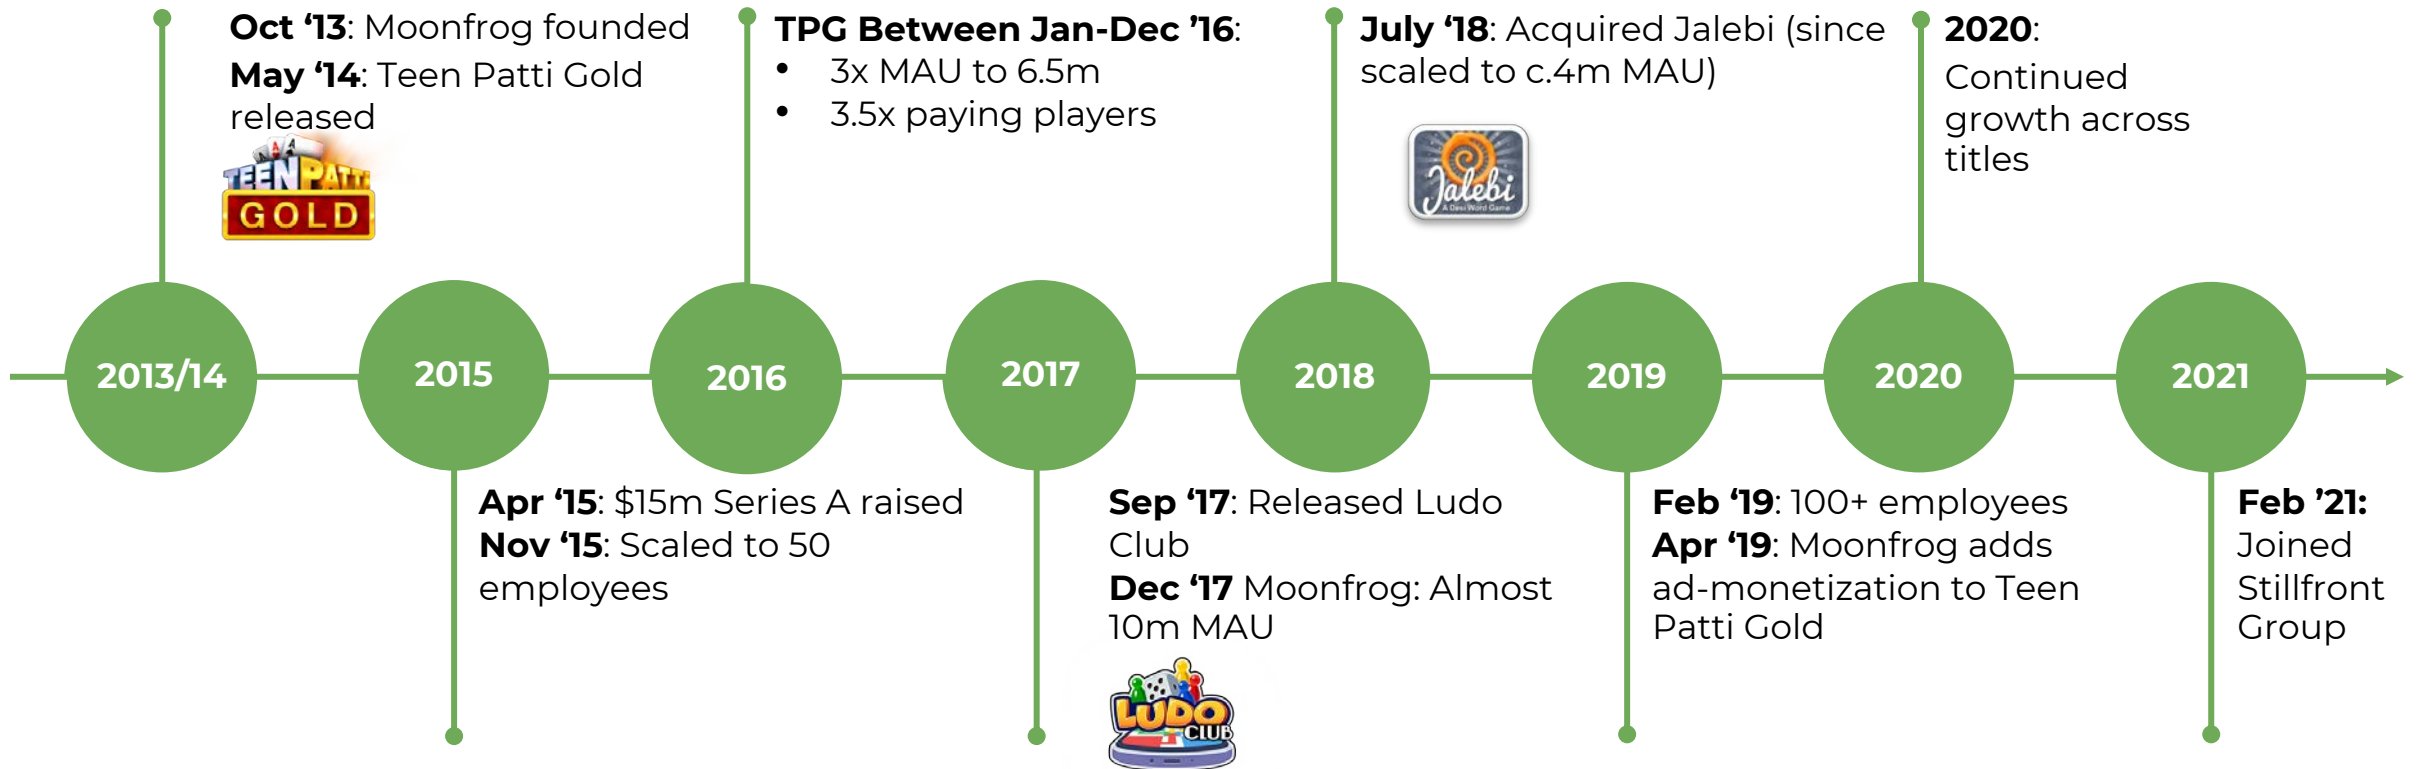 Oct ‘13: Moonfrog founded
May ‘14: Teen Patti Gold
released
TEEN PATTI
GOLD
TPG Between Jan-Dec ’16:
• 3x MAU to 6.5m
• 3.5x paying players
July ‘18: Acquired Jalebi (since
scaled to c.4m MAU)
Jalebi
A Desi Word Game
2020:
Continued
growth across
titles
2013/14
2015
2016
2017
2018
2019
2020
2021
Apr ‘15: $15m Series A raised
Nov ‘15: Scaled to 50
employees
Sep ‘17: Released Ludo
Club
Dec ‘17 Moonfrog: Almost
10m MAU
LUDO
CLUB
Feb ‘19: 100+ employees
Apr ‘19: Moonfrog adds
ad-monetization to Teen
Patti Gold
Feb ’21:
Joined
Stillfront
Group